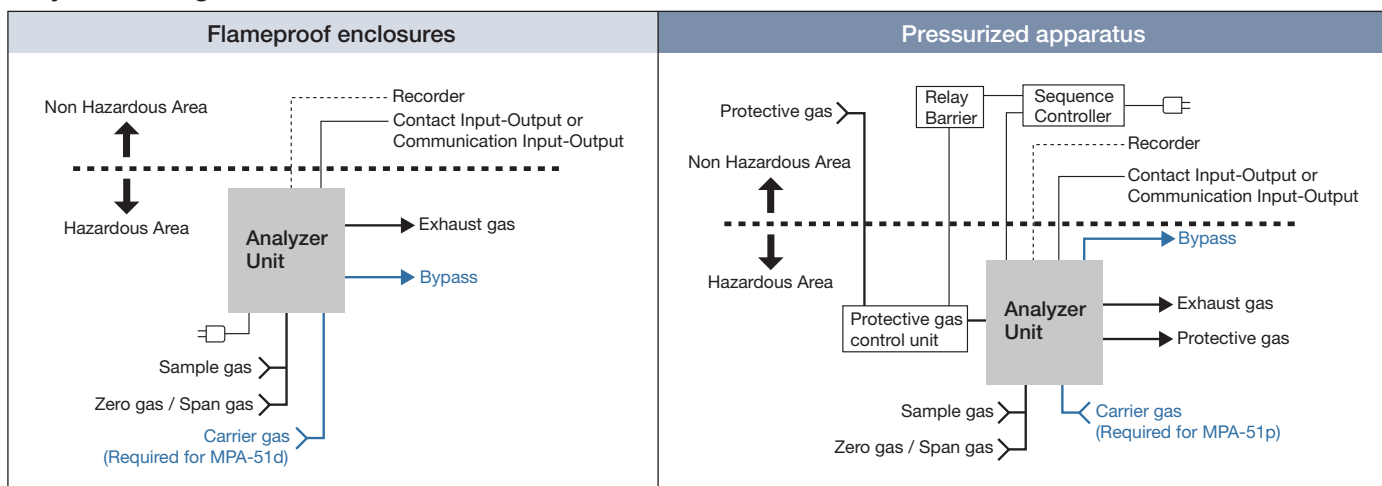 Flameproof enclosures
Non Hazardous Area
Hazardous Area
Recorder
Contact Input-Output or
Communication Input-Output
Analyzer
Unit
Exhaust gas
Bypass
Sample gas
Zero gas / Span gas
Carrier gas
(Required for MPA-51d)
Pressurized apparatus
Protective gas
Relay
Barrier
Sequence
Controller
Recorder
Non Hazardous Area
Contact Input-Output or
Communication Input-Output
Bypass
Hazardous Area
Protective gas
control unit
Analyzer
Unit
Exhaust gas
Protective gas
Sample gas
Zero gas / Span gas
Carrier gas
(Required for MPA-51p)